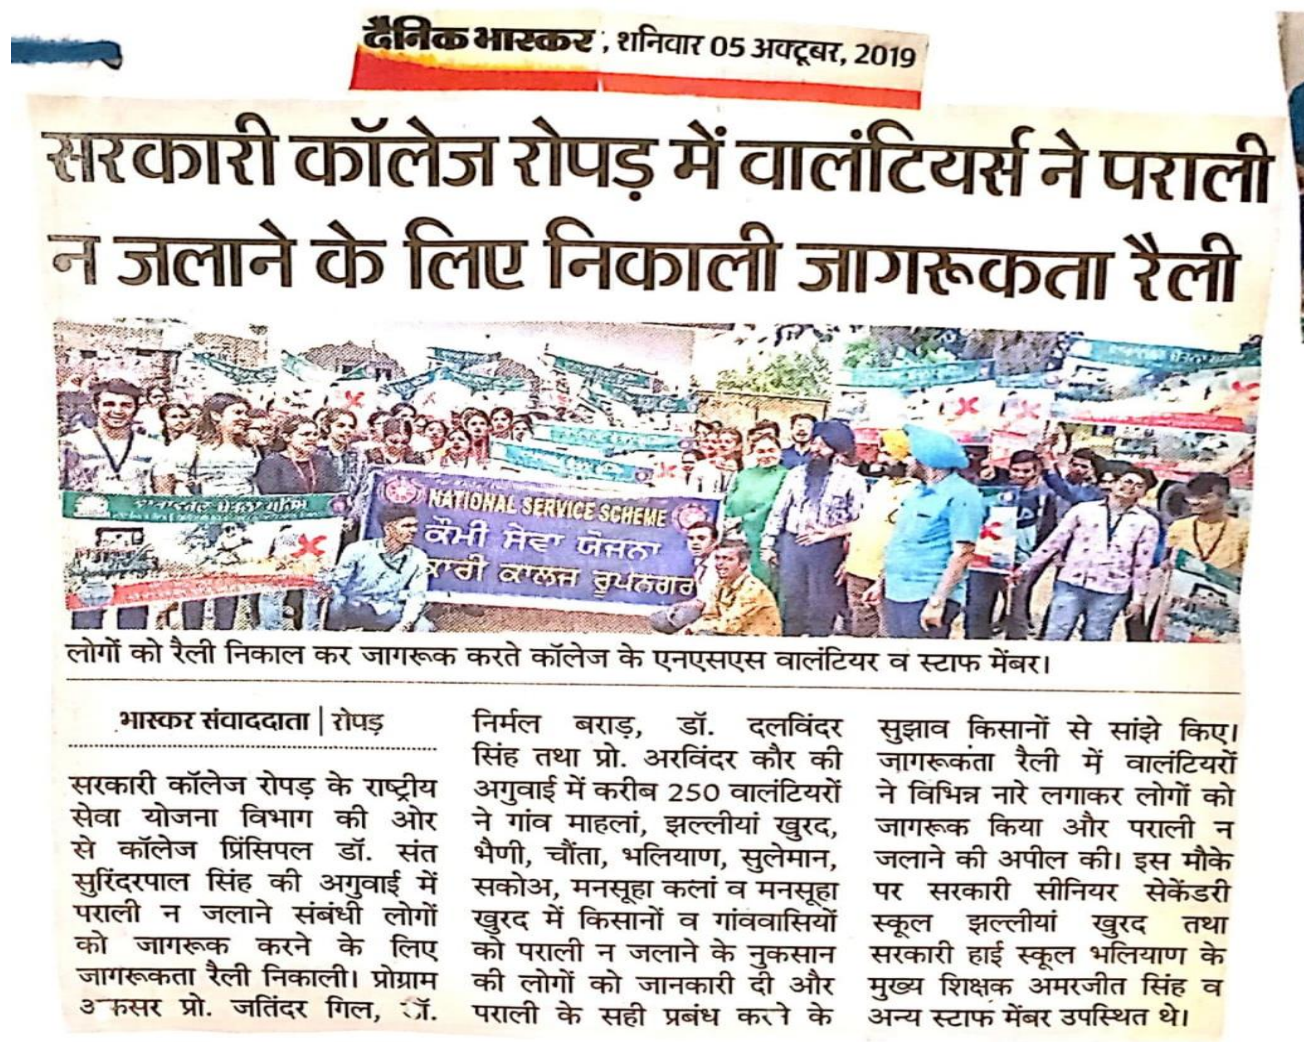 दैनिक भास्कर, शनिवार 05 अक्टूबर, 2019
सरकारी कॉलेज रोपड़ में वालंटियर्स ने पराली
न जलाने के लिए निकाली जागरूकता रैली
NATIONAL SERVICE SCHEME
ਕੌਮੀ ਸੇਵਾ ਯੋਜਨਾ
ਕਾਰੀ ਕਾਲਜ ਰੂਪਨਗਰ
लोगों को रैली निकाल कर जागरूक करते कॉलेज के एनएसएस वालंटियर व स्टाफ मेंबर।
भास्कर संवाददाता | रोपड़
सरकारी कॉलेज रोपड़ के राष्ट्रीय
सेवा योजना विभाग की ओर
से कॉलेज प्रिंसिपल डॉ. संत
सुरिंदरपाल सिंह की अगुवाई में
पराली न जलाने संबंधी लोगों
को जागरूक करने के लिए
जागरूकता रैली निकाली। प्रोग्राम
प्रो. जतिंदर गिल,
निर्मल बराड़, डॉ. दलविंदर
सिंह तथा प्रो. अरविंदर कौर की
अगुवाई में करीब 250 वालंटियरों
ने गांव माहलां, झल्लीयां खुरद,
भैणी, चौंता, भलियाण, सुलेमान,
सकोअ, मनसूहा कलां व मनसूहा
खुरद में किसानों व गांववासियों
को पराली न जलाने के नुकसान
की लोगों को जानकारी दी और
पराली के सही प्रबंध करने के
सुझाव किसानों से सांझे किए।
जागरूकता रैली में वालंटियरों
ने विभिन्न नारे लगाकर लोगों को
जागरूक किया और पराली न
जलाने की अपील की। इस मौके
पर सरकारी सीनियर सेकेंडरी
स्कूल झल्लीयां खुरद तथा
सरकारी हाई स्कूल भलियाण के
मुख्य शिक्षक अमरजीत सिंह व
अन्य स्टाफ मेंबर उपस्थित थे।